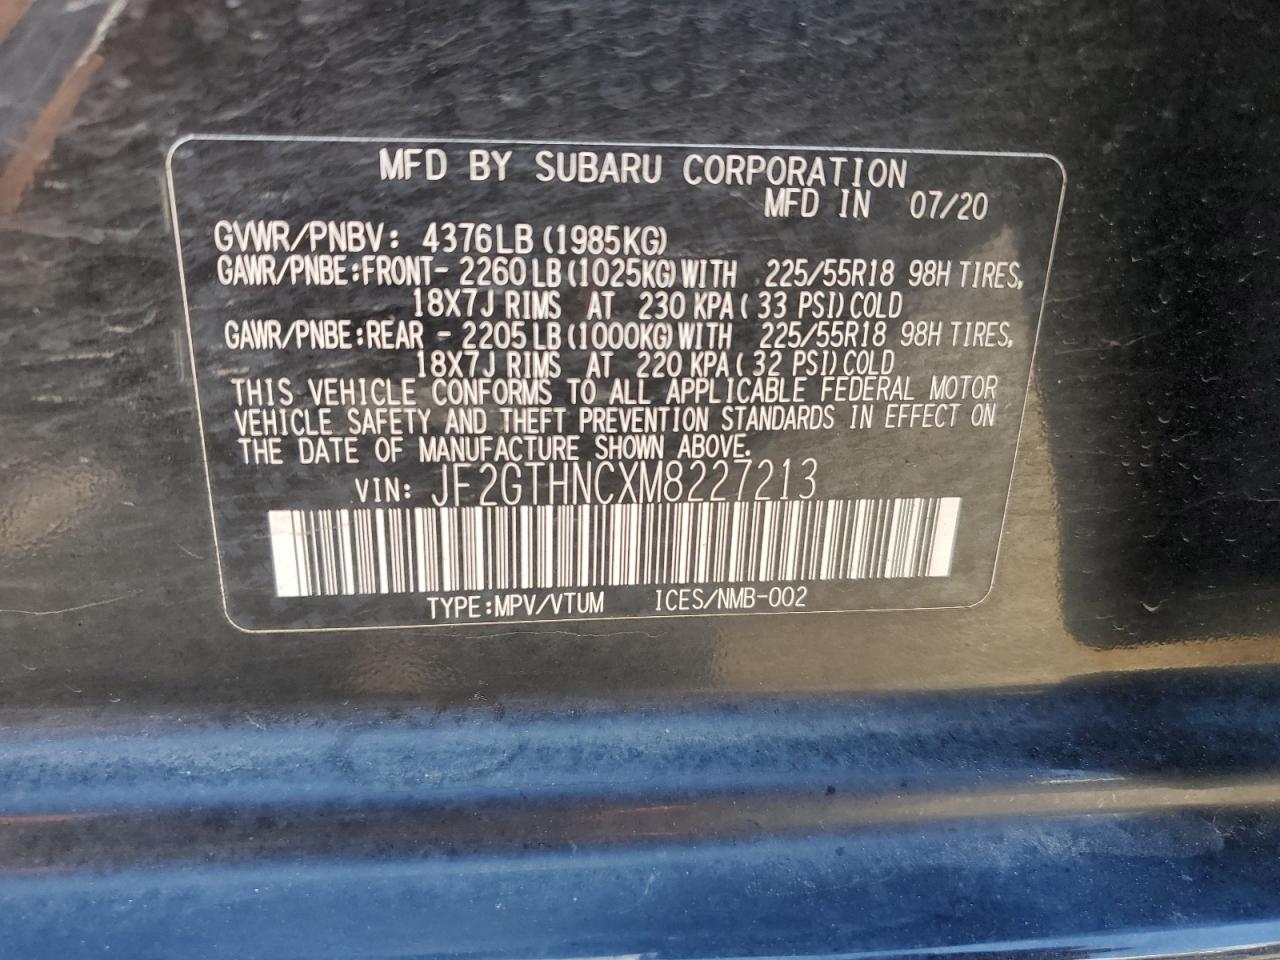 MFD BY SUBARU CORPORATION
MFD IN 07/20
GVWR/PNBV: 4376LB(1985KG)
GAWR/PNBE:FRONT- 2260LB(1025KG)WITH 225/55R18 98H TIRES,
18X7J RIMS AT 230 KPA( 33 PSI)COLD
GAWR/PNBE:REAR - 2205LB(1000KG)WITH 225/55R18 98H TIRES,
18X7J RIMS AT 220 KPA( 32 PSI)COLD
THIS VEHICLE CONFORMS TO ALL APPLICABLE FEDERAL MOTOR
VEHICLE SAFETY AND THEFT PREVENTION STANDARDS IN EFFECT ON
THE DATE OF MANUFACTURE SHOWN ABOVE.
VIN: JF2GTHNCXM8227213
TYPE:MPV/VTUM ICES/NMB-002